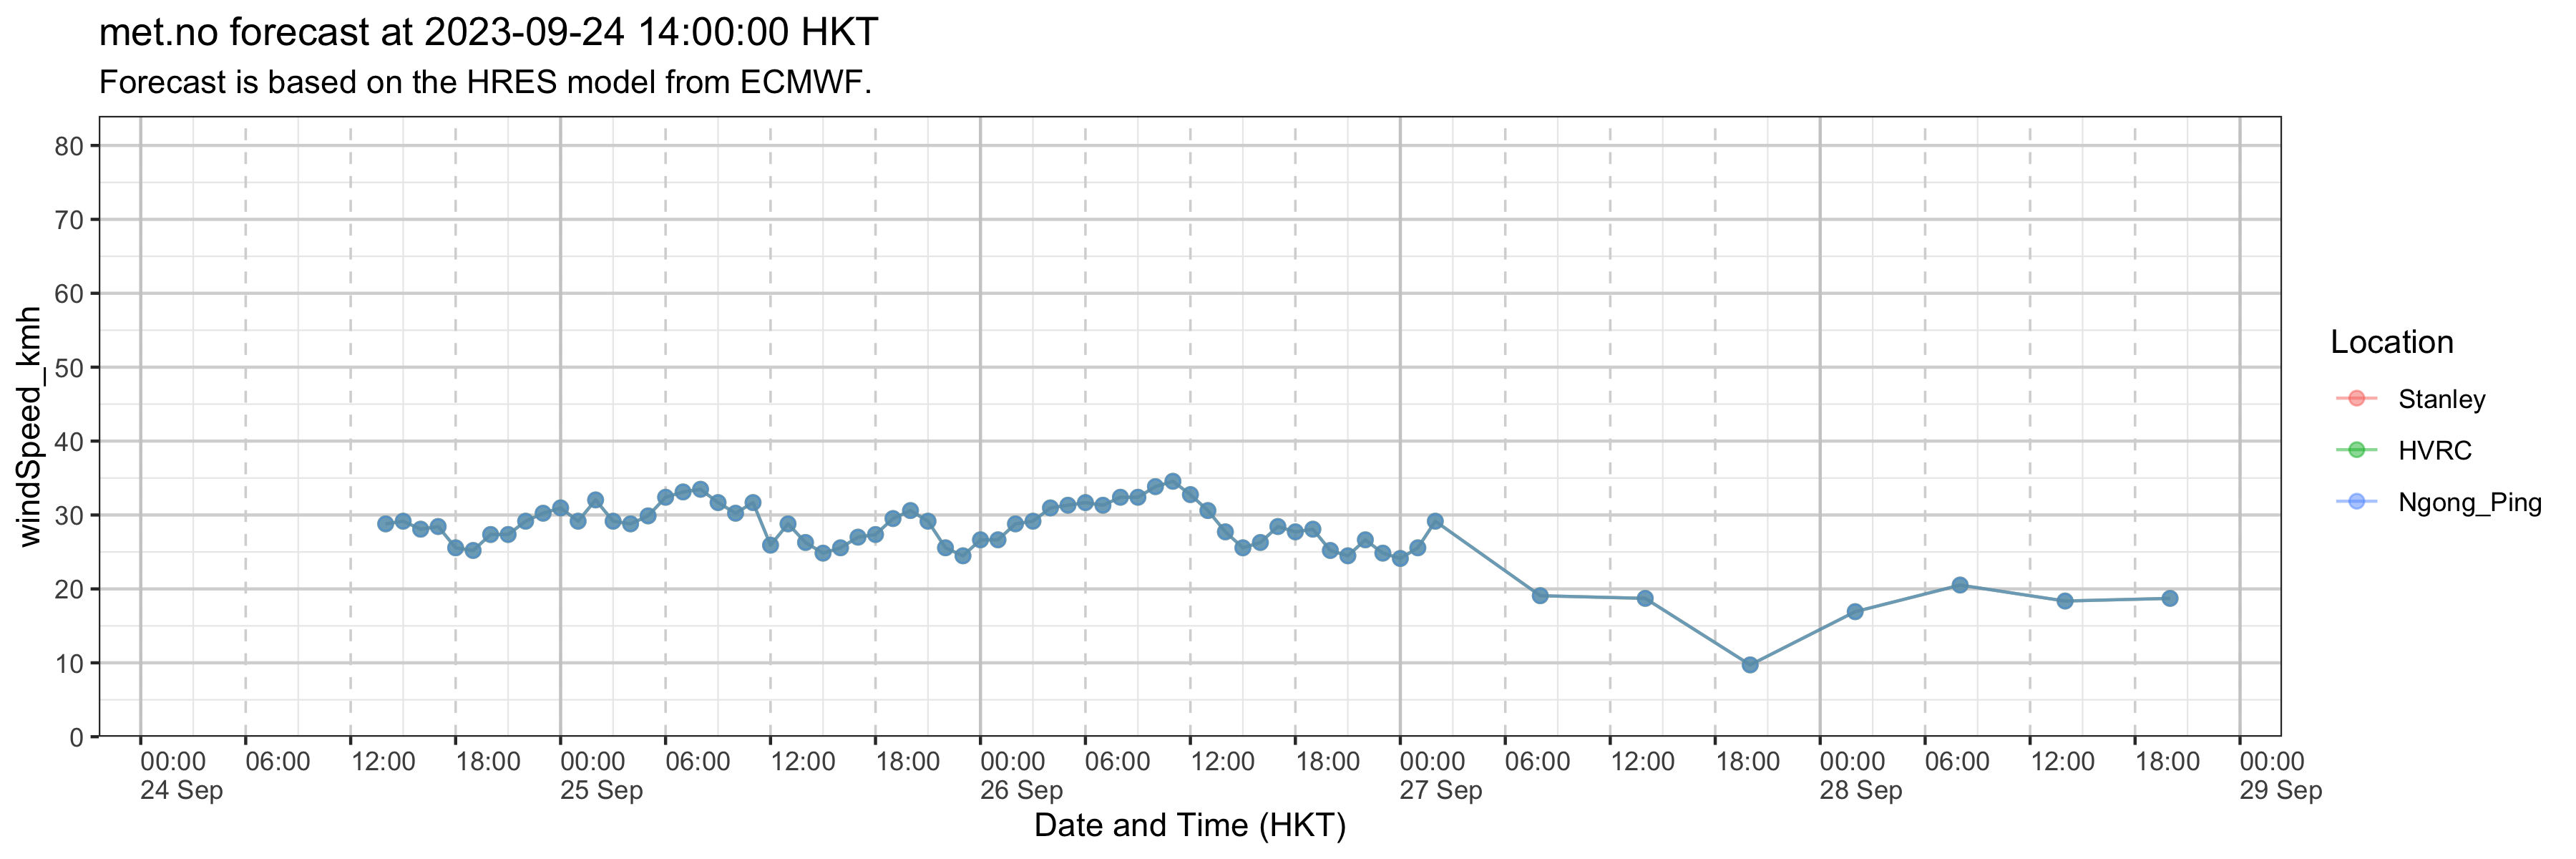 met.no forecast at 2023-09-24 14:00:00 HKT
Forecast is based on the HRES model from ECMWF.
windSpeed_kmh
80
70
60
50
40
30
20
10
0
00:00 06:00 12:00 18:00 00:00 06:00 12:00 18:00 00:00 06:00 12:00 18:00 00:00 06:00 12:00 18:00 00:00 06:00 12:00 18:00 00:00
24 Sep 25 Sep 26 Sep 27 Sep 28 Sep 29 Sep
Date and Time (HKT)
Location
Stanley
HVRC
Ngong_Ping